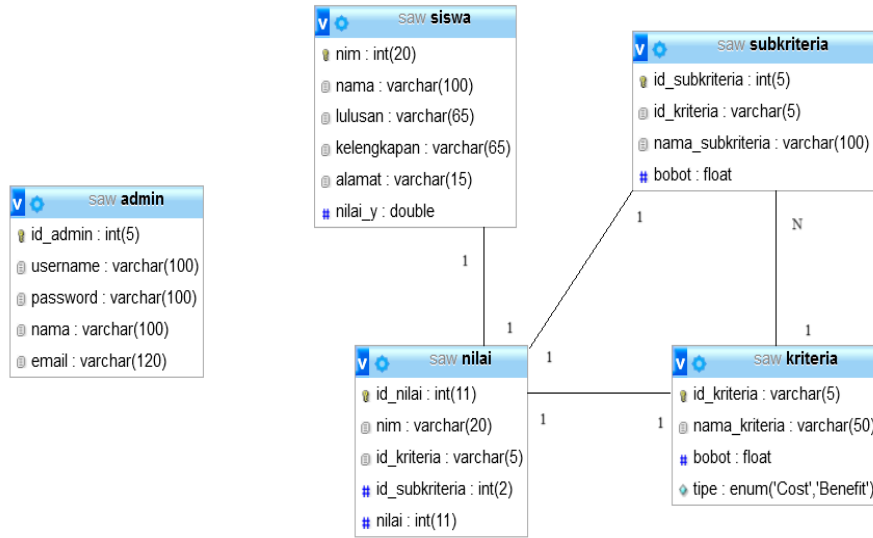 v saw siswa
nim : int(20)
nama : varchar(100)
lulusan : varchar(65)
kelengkapan : varchar(65)
alamat : varchar(15)
# nilai_y : double
v saw subkriteria
id_subkriteria : int(5)
id_kriteria : varchar(5)
nama_subkriteria : varchar(100)
# bobot : float
v saw admin
id_admin : int(5)
username : varchar(100)
password : varchar(100)
nama : varchar(100)
email : varchar(120)
1
1
1
1
N
1
v saw nilai
id_nilai : int(11)
nim : varchar(20)
id_kriteria : varchar(5)
# id_subkriteria : int(2)
# nilai : int(11)
1
1
v saw kriteria
id_kriteria : varchar(5)
nama_kriteria : varchar(50)
# bobot : float
tipe : enum('Cost','Benefit')